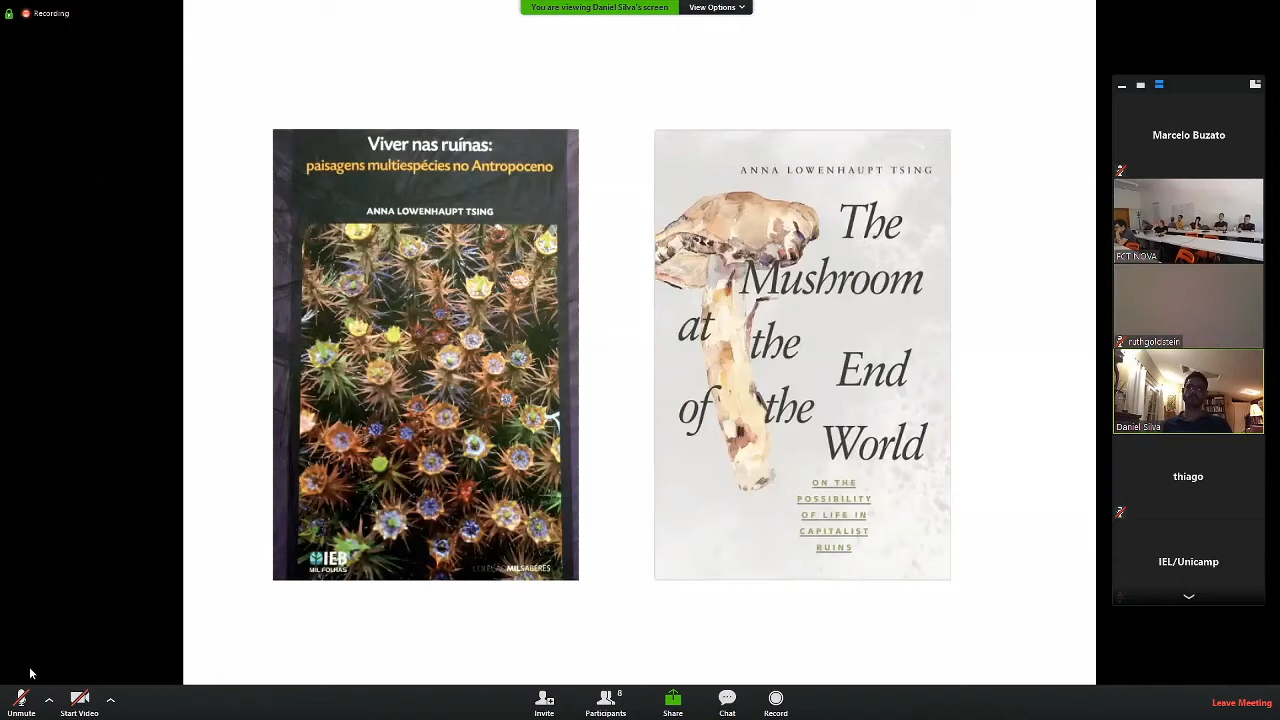 Recording
You are viewing Daniel Silva's screen
View Options
Viver nas ruínas:
paisagens multiespécies no Antropoceno
ANNA LOWENHAUPT TSING
IEB
MIL FOLHAS
COLEÇÃO MILSABERES
ANNA LOWENHAUPT TSING
The
Mushroom
at the
End
of the
World
ON THE
POSSIBILITY
OF LIFE IN
CAPITALIST
RUINS
Marcelo Buzato
FCT NOVA
ruthgoldstein
Daniel Silva
thiago
IEL/Unicamp
Unmute
Start Video
Invite
Participants
8
Share
Chat
Record
Leave Meeting